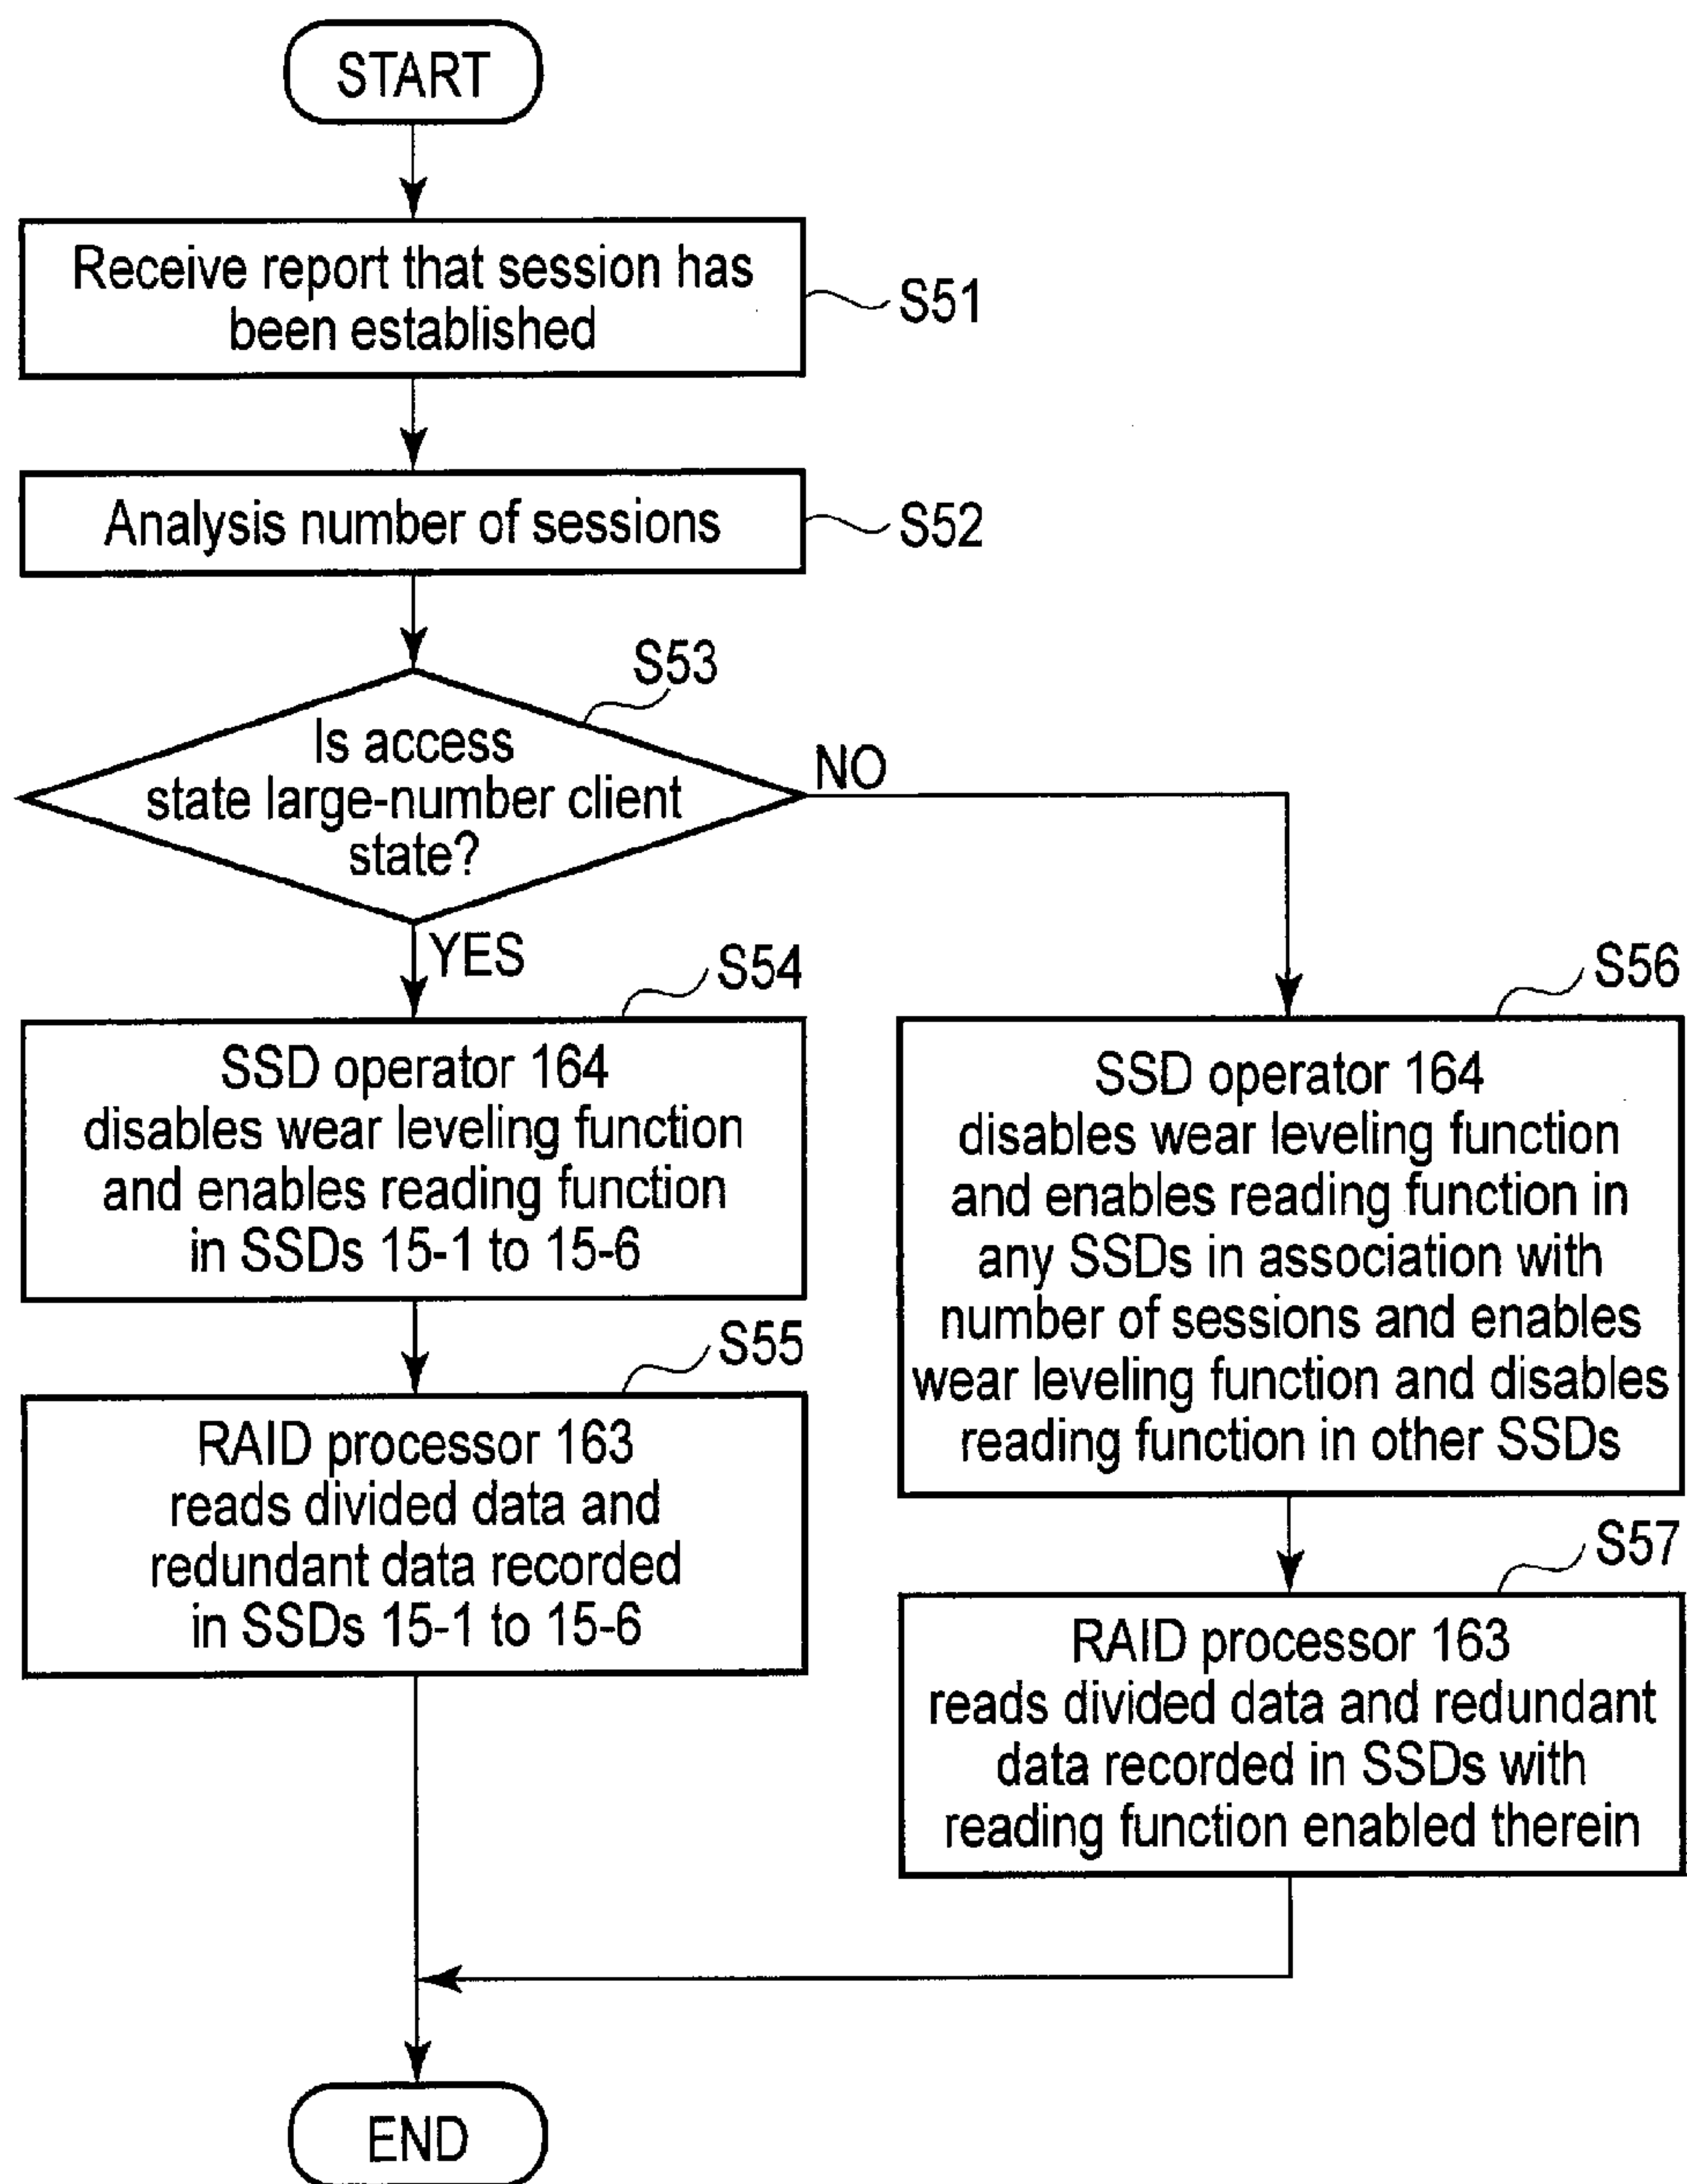 START
Receive report that session has
been established
S51
Analysis number of sessions
S52
S53
Is access
state large-number client
state?
NO
YES
S54
SSD operator 164
disables wear leveling function
and enables reading function
in SSDs 15-1 to 15-6
S55
RAID processor 163
reads divided data and
redundant data recorded
in SSDs 15-1 to 15-6
S56
SSD operator 164
disables wear leveling function
and enables reading function in
any SSDs in association with
number of sessions and enables
wear leveling function and disables
reading function in other SSDs
S57
RAID processor 163
reads divided data and redundant
data recorded in SSDs with
reading function enabled therein
END